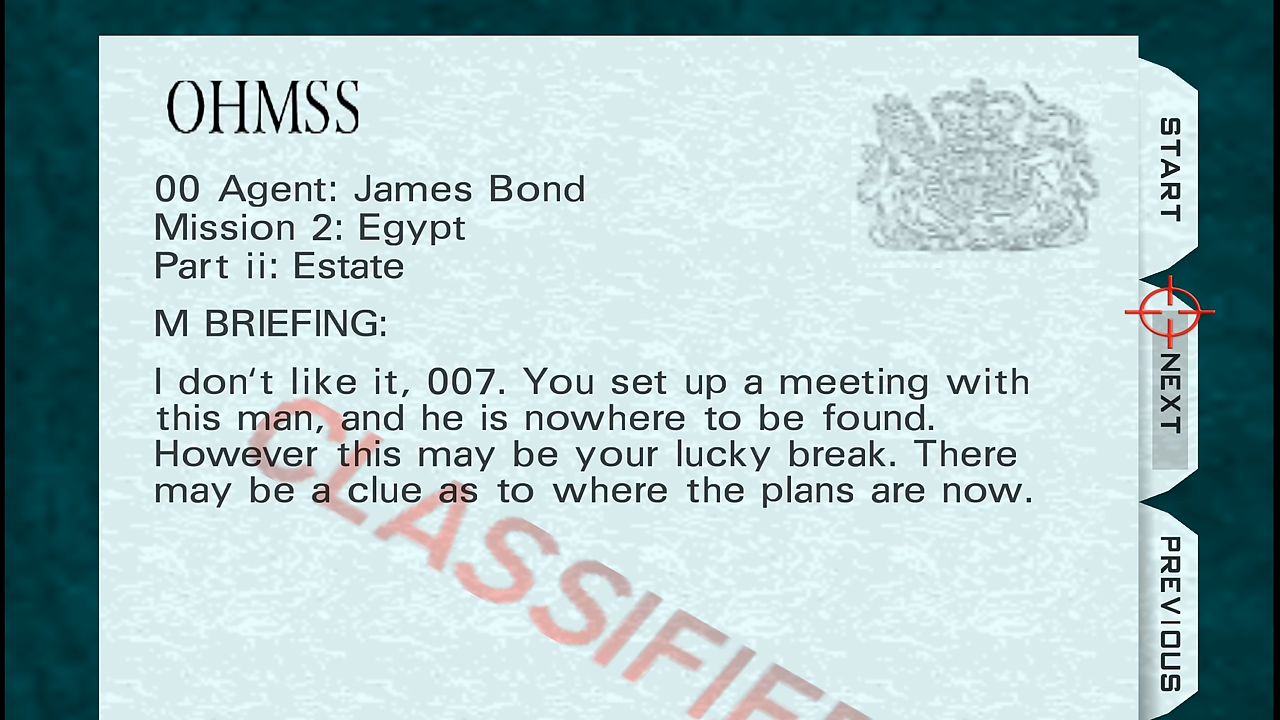 OHMSS
00 Agent: James Bond
Mission 2: Egypt
Part ii: Estate
M BRIEFING:
I don't like it, 007. You set up a meeting with
this man, and he is nowhere to be found.
However this may be your lucky break. There
may be a clue as to where the plans are now.
CLASSIFIE
START
NEXT
PREVIOUS